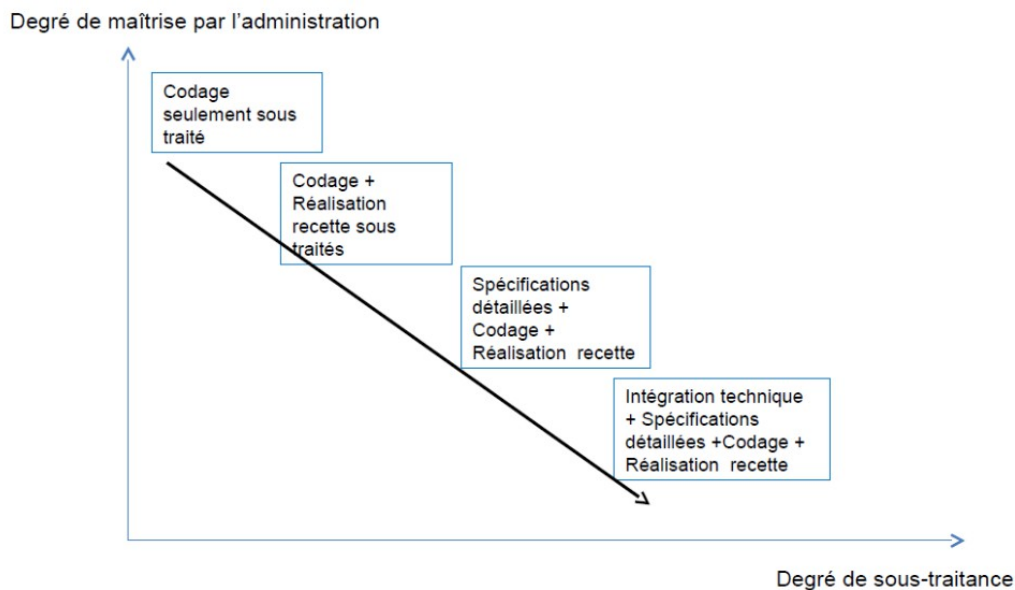 Degré de maîtrise par l'administration
Codage
seulement sous
traité
Codage +
Réalisation
recette sous
traités
Spécifications
détaillées +
Codage +
Réalisation  recette
Intégration technique
+ Spécifications
détaillées +Codage +
Réalisation  recette
Degré de sous-traitance